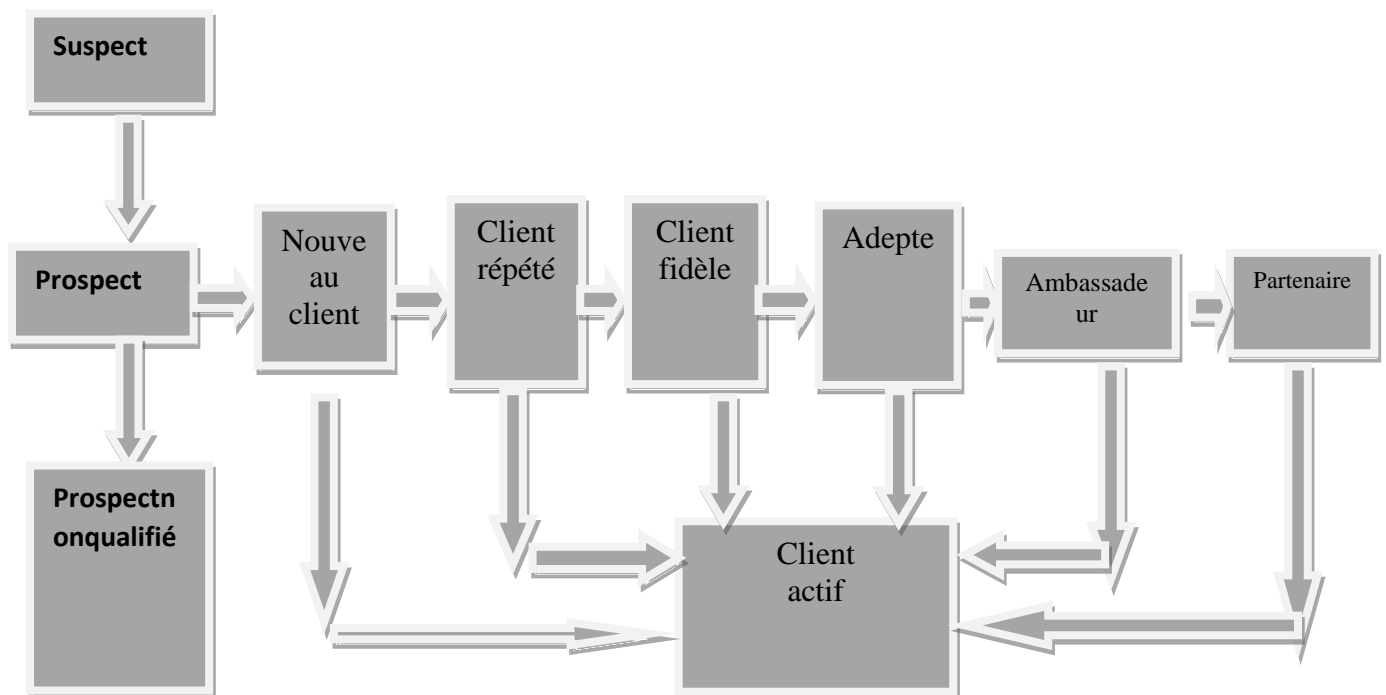 Suspect
Prospect
Nouve
au
client
Client
répété
Client
fidèle
Adepte
Ambassade
ur
Partenaire
Prospectn
onqualifié
Client
actif